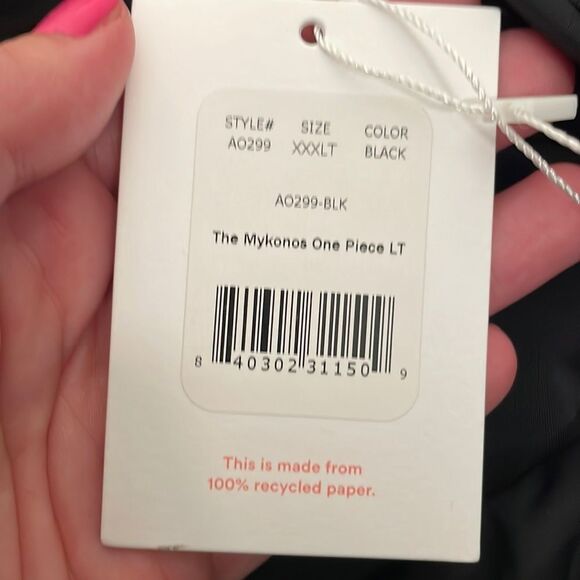 STYLE# SIZE COLOR
AO299 XXXLT BLACK
AO299-BLK
The Mykonos One Piece LT
8 40302 31150 9
This is made from
100% recycled paper.